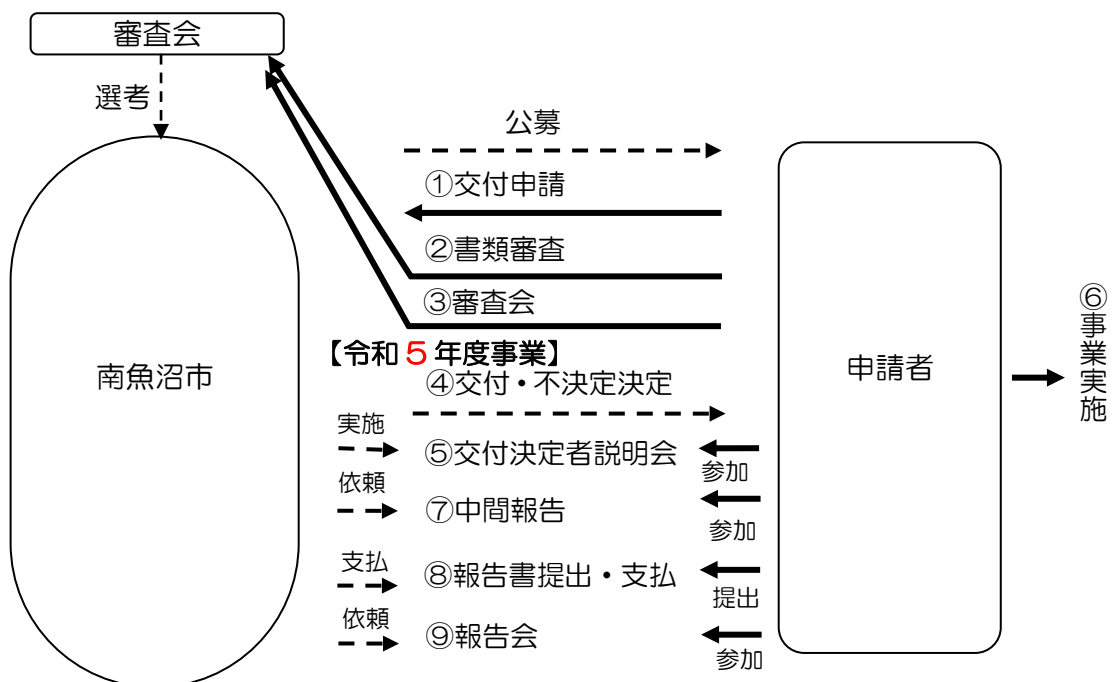 審査会
選考
公募
①交付申請
②書類審査
③審査会
【令和5年度事業】
④交付・不決定決定
南魚沼市
申請者
⑥事業実施
実施
⑤交付決定者説明会
参加
依頼
⑦中間報告
参加
支払
⑧報告書提出・支払
提出
依頼
⑨報告会
参加